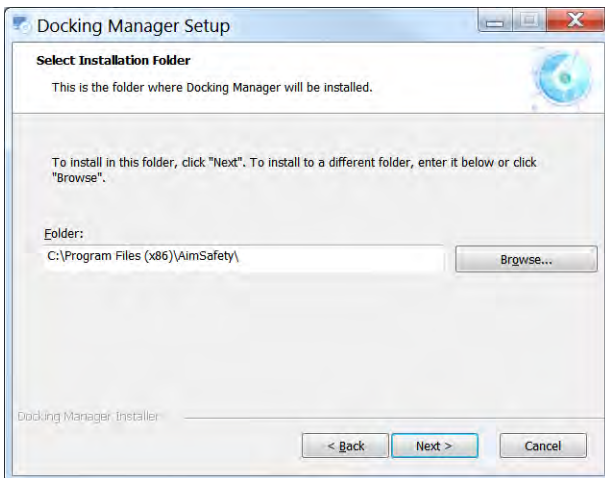 Docking Manager Setup
Select Installation Folder
This is the folder where Docking Manager will be installed.
To install in this folder, click "Next". To install to a different folder, enter it below or click
"Browse".
Folder:
C:\Program Files (x86)\AimSafety\
Browse...
Docking Manager Installer
< Back
Next >
Cancel